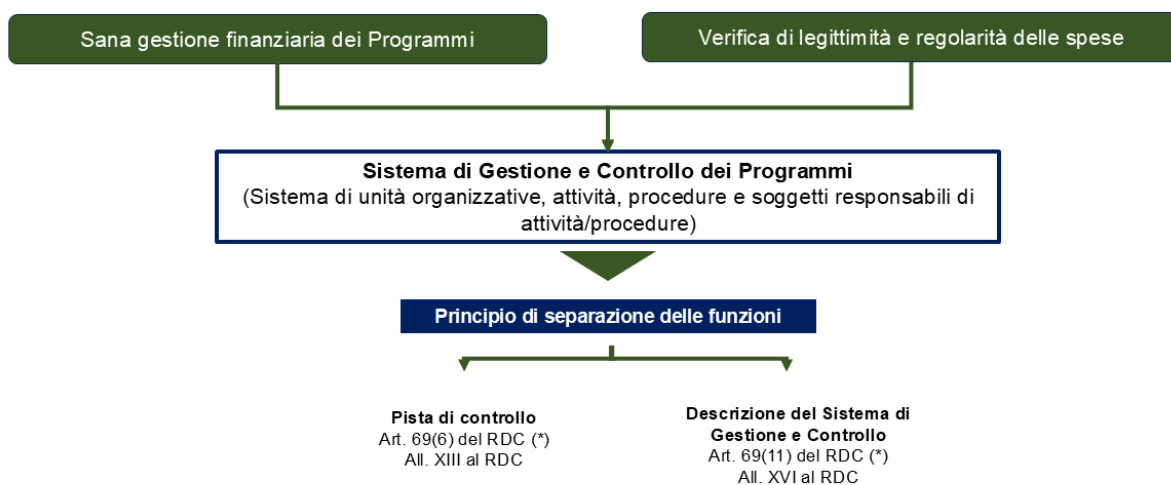 Sana gestione finanziaria dei Programmi
Verifica di legittimità e regolarità delle spese
Sistema di Gestione e Controllo dei Programmi
(Sistema di unità organizzative, attività, procedure e soggetti responsabili di
attività/procedure)
Principio di separazione delle funzioni
Pista di controllo
Art. 69(6) del RDC (*)
All. XIII al RDC
Descrizione del Sistema di
Gestione e Controllo
Art. 69(11) del RDC (*)
All. XVI al RDC